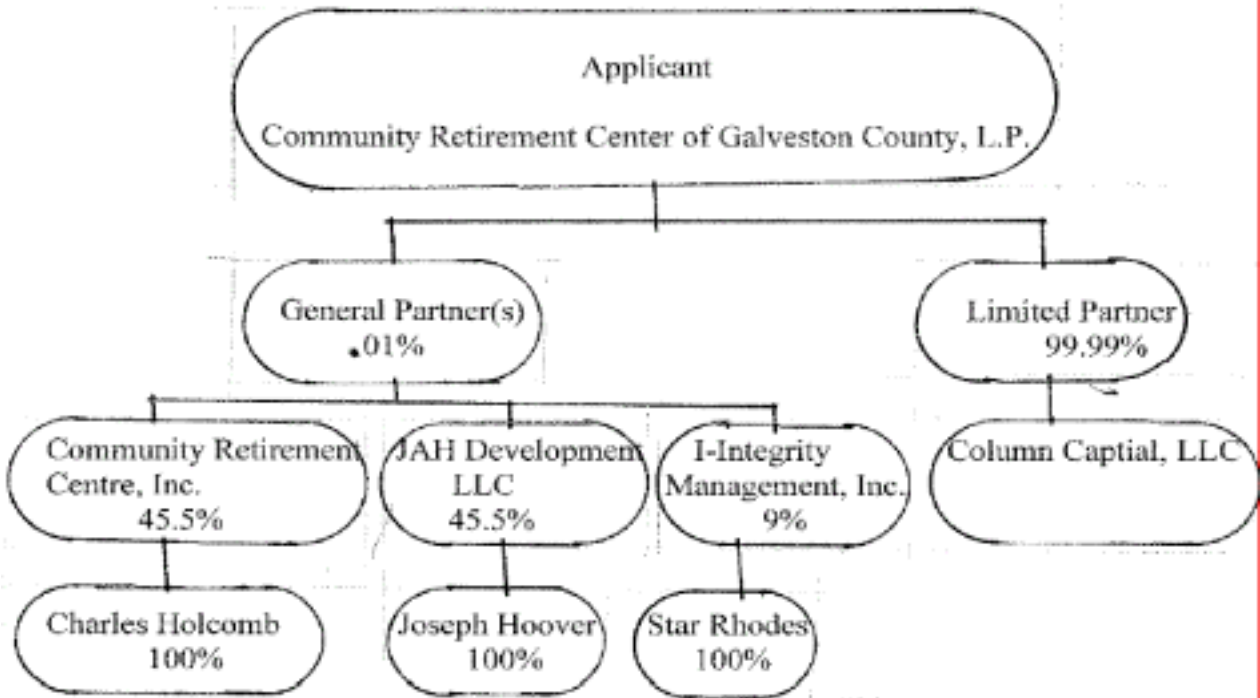 Applicant
Community Retirement Center of Galveston County, L.P.
General Partner(s)
.01%
Limited Partner
99.99%
Community Retirement
Centre, Inc.
45.5%
JAH Development
LLC
45.5%
I-Integrity
Management, Inc.
9%
Column Captial, LLC
Charles Holcomb
100%
Joseph Hoover
100%
Star Rhodes
100%